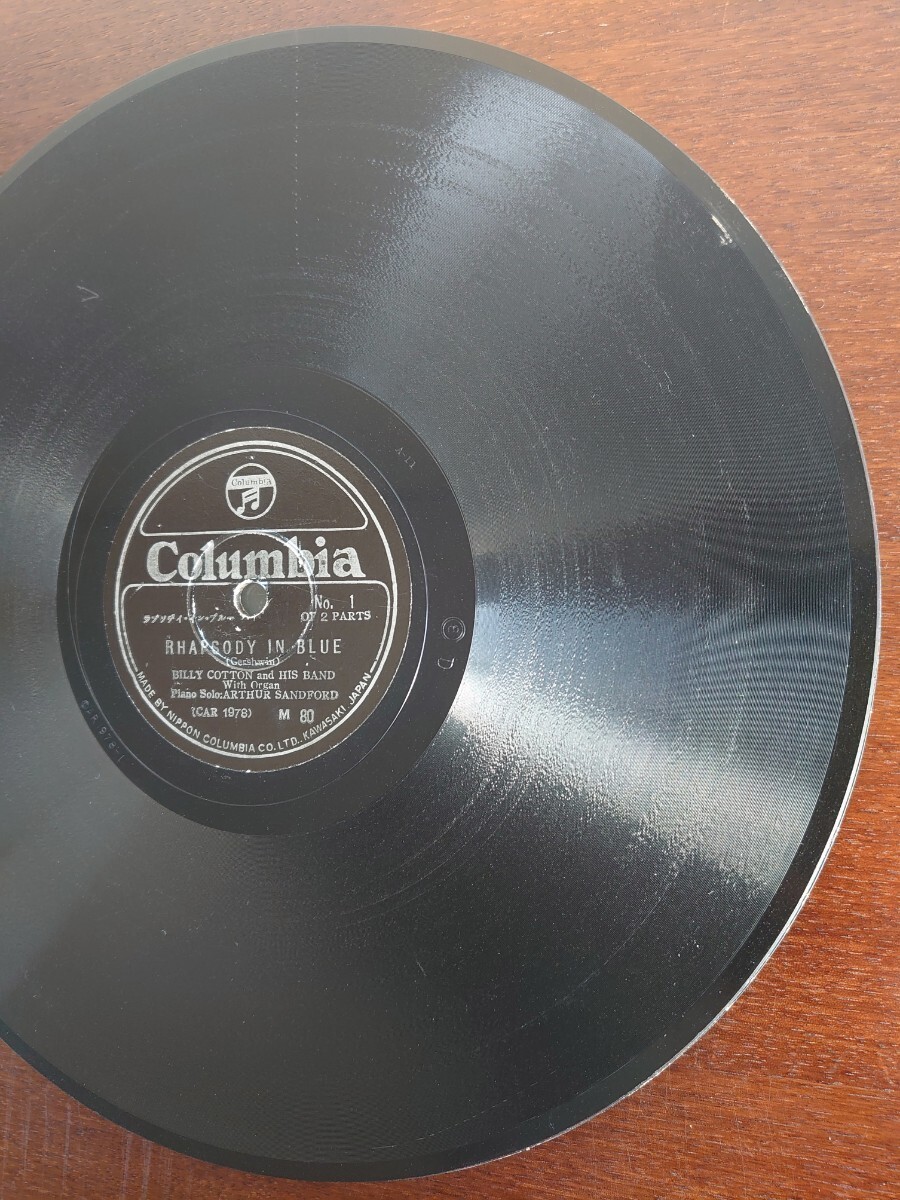 Columbia
Columbia
No. 1
OF 2 PARTS
ラプソディ・イン・ブルー
RHAPSODY IN BLUE
(Gershwin)
BILLY COTTON and HIS BAND
With Organ
Piano Solo: ARTHUR SANDFORD
(CAR 1978) M 80
MADE BY NIPPON COLUMBIA CO. LTD., KAWASAKI, JAPAN
Ⓔ D